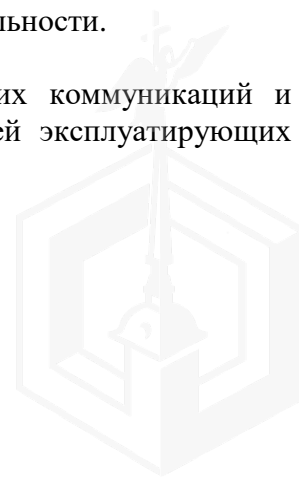 льности.
их коммуникаций и
ей эксплуатирующих